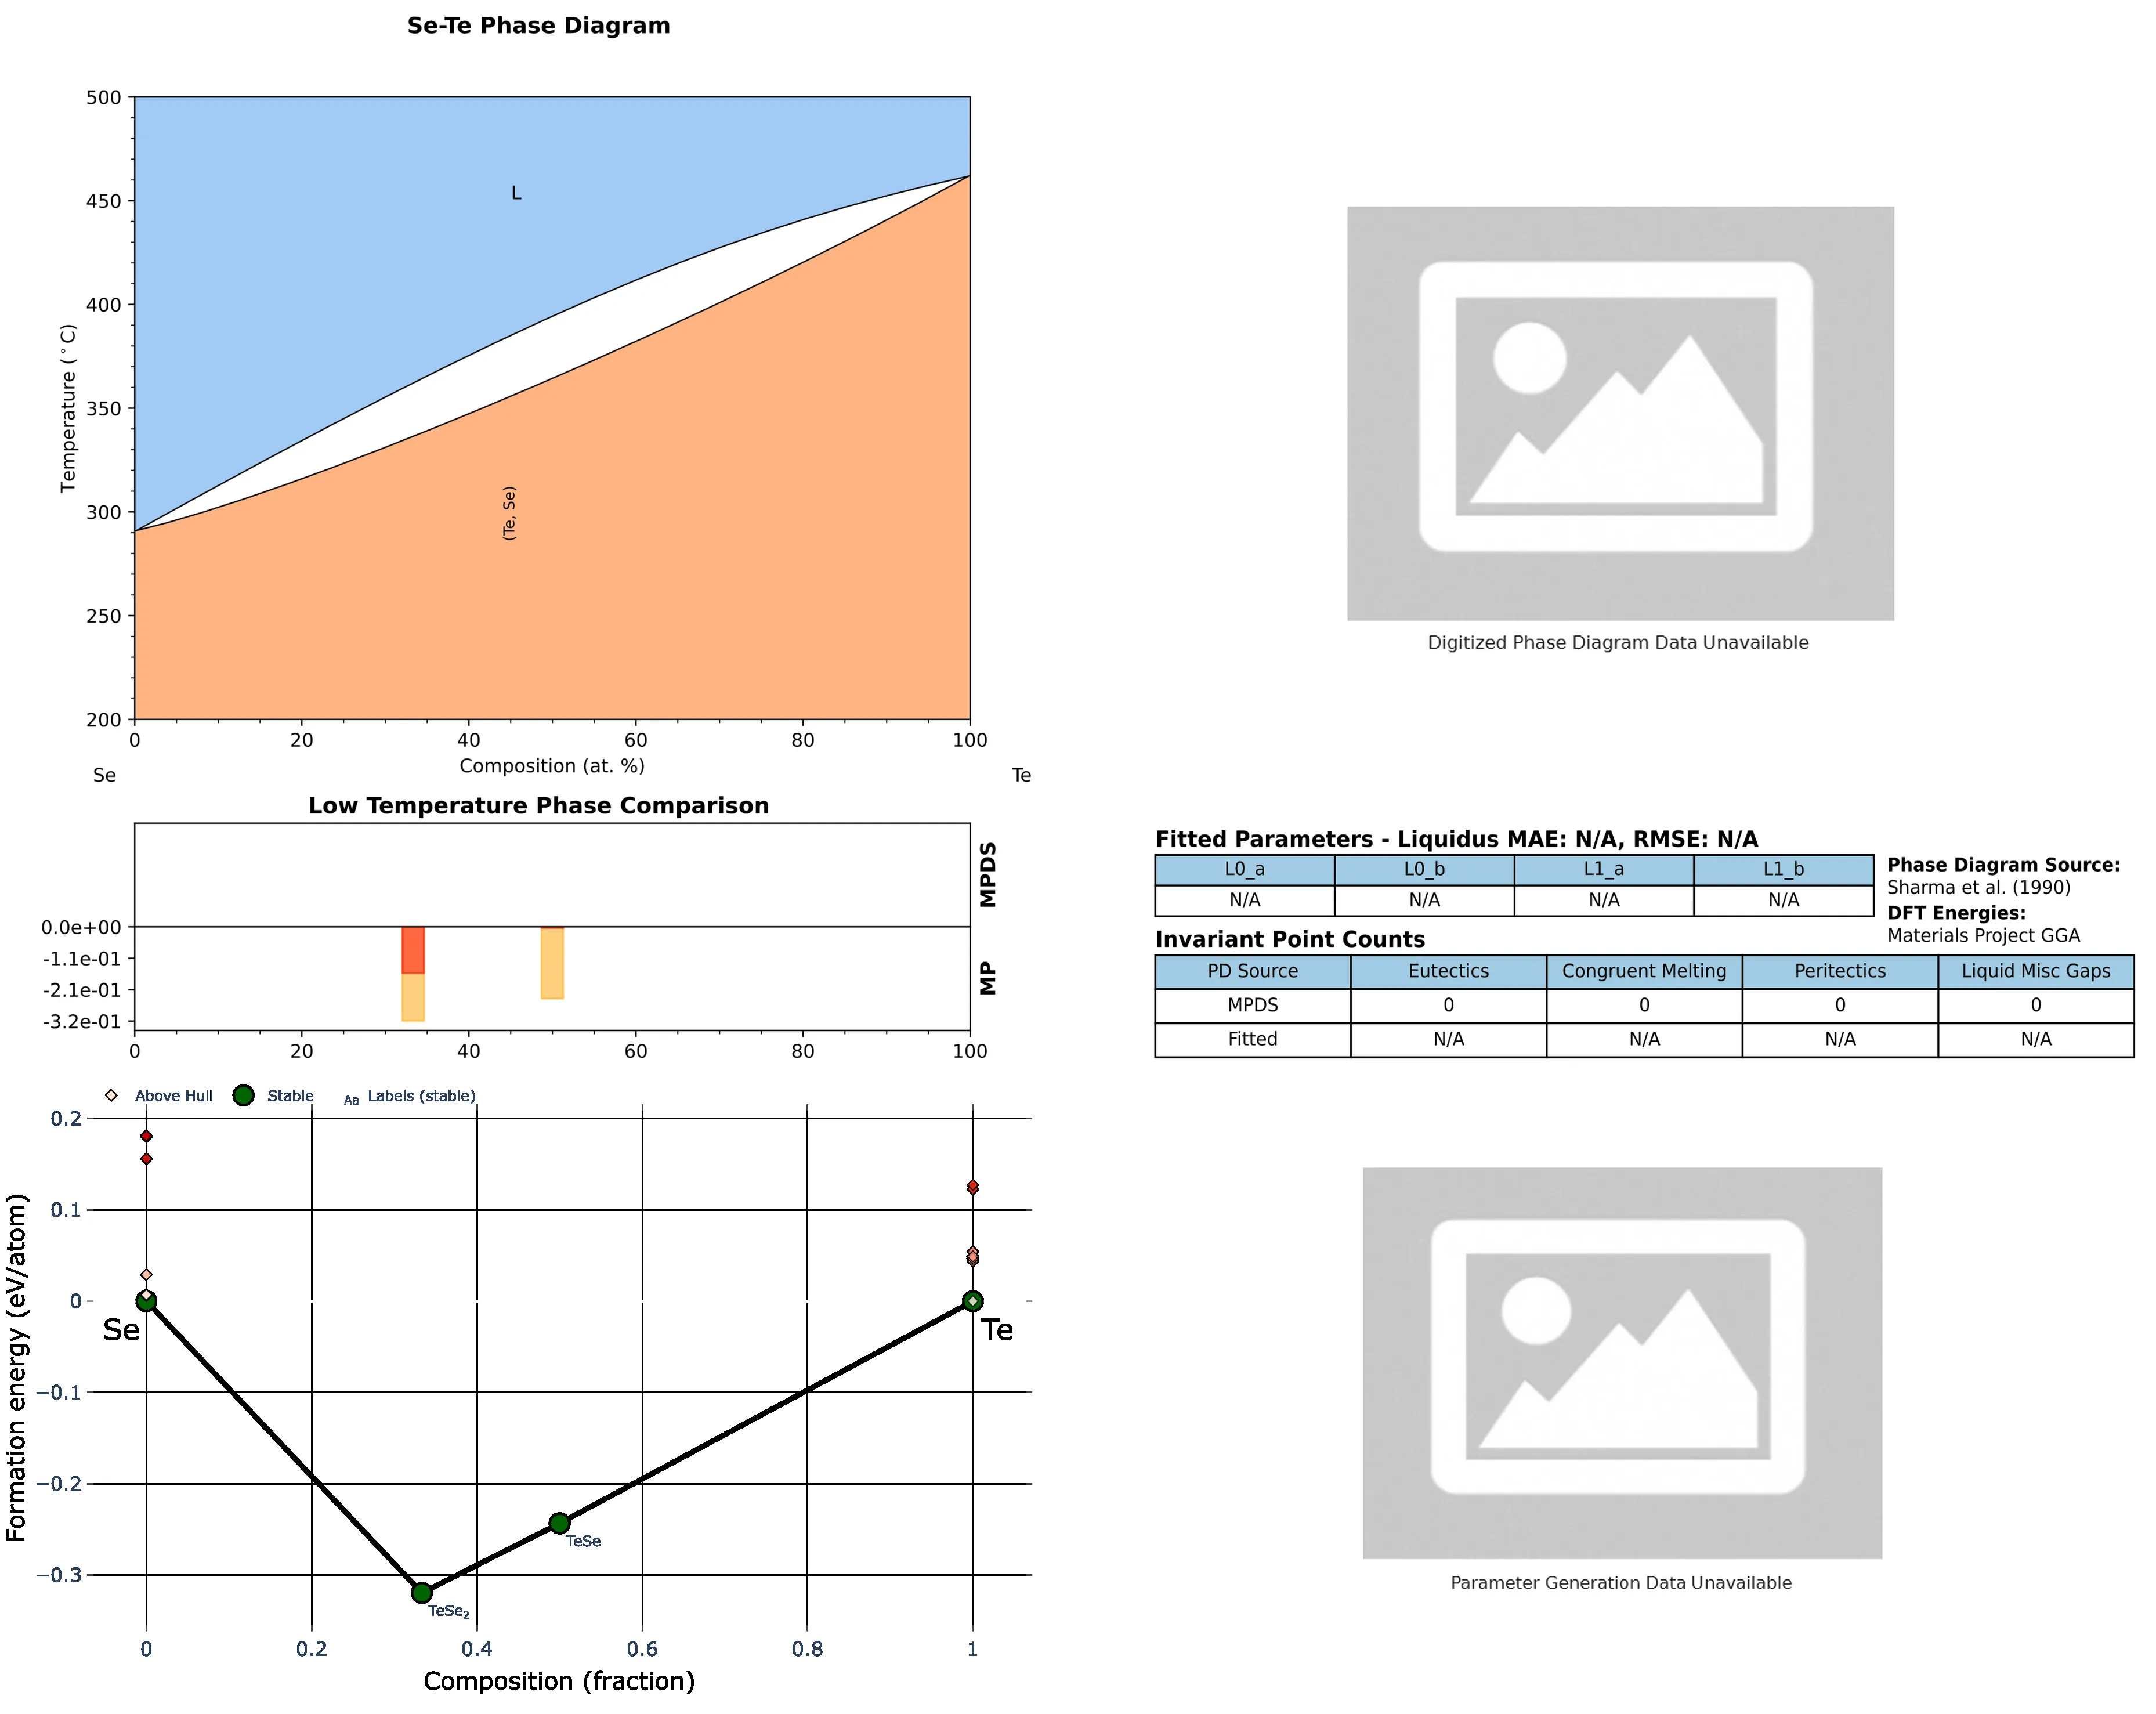 Se-Te Phase Diagram
500
450
400
350
300
250
200
Temperature (°C)
L
(Te, Se)
0 20 40 60 80 100
Composition (at. %)
Se Te
Digitized Phase Diagram Data Unavailable
Low Temperature Phase Comparison
MPDS
MP
0.0e+00
-1.1e-01
-2.1e-01
-3.2e-01
0 20 40 60 80 100
Fitted Parameters - Liquidus MAE: N/A, RMSE: N/A
L0_a L0_b L1_a L1_b
N/A N/A N/A N/A
Phase Diagram Source:
Sharma et al. (1990)
DFT Energies:
Materials Project GGA
Invariant Point Counts
PD Source Eutectics Congruent Melting Peritectics Liquid Misc Gaps
MPDS 0 0 0 0
Fitted N/A N/A N/A N/A
Above Hull Stable Aa Labels (stable)
0.2
0.1
0
−0.1
−0.2
−0.3
Formation energy (eV/atom)
Se Te
TeSe
TeSe₂
0 0.2 0.4 0.6 0.8 1
Composition (fraction)
Parameter Generation Data Unavailable